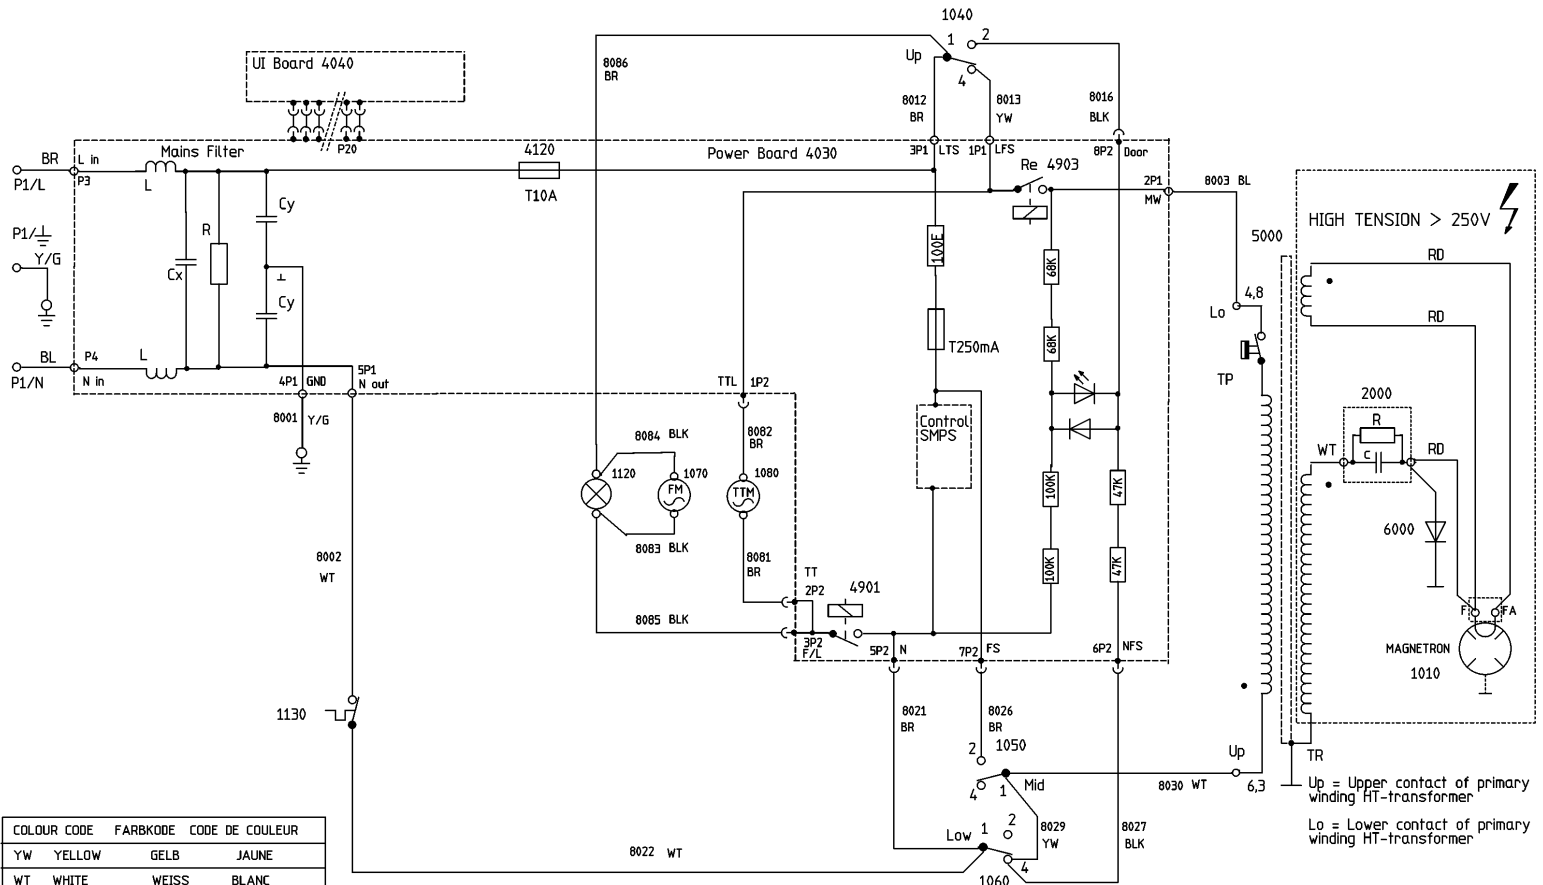 1040
1
2
Up
4
UI Board 4040
8086
BR
8012
BR
8013
YW
8016
BLK
P20
Mains Filter
4120
Power Board 4030
3P1
LTS
1P1
LFS
8P2
Door
BR
L in
P1/L
P3
L
T10A
Re 4903
2P1
MW
8003 BL
HIGH TENSION > 250V
5000
P1/
Y/G
R
Cy
Cx
Cy
100E
68K
RD
4,8
Lo
68K
RD
T250mA
TP
BL
P4
L
P1/N
N in
4P1
GND
5P1
N out
TTL
1P2
8001
Y/G
Control
SMPS
2000
R
C
WT
RD
8084 BLK
8082
BR
1120
1070
1080
FM
TTM
100K
47K
6000
8083 BLK
8002
WT
8081
BR
100K
47K
TT
2P2
4901
8085 BLK
3P2
F/L
5P2
N
7P2
FS
6P2
NFS
F
FA
MAGNETRON
1010
1130
8021
BR
8026
BR
2
1050
Mid
4
1
Up
6,3
8030 WT
TR
Up = Upper contact of primary
winding HT-transformer
Lo = Lower contact of primary
winding HT-transformer
Low
1
2
4
8029
YW
8027
BLK
8022 WT
1060
COLOUR CODE FARBKODE CODE DE COULEUR
YW YELLOW GELB JAUNE
WT WHITE WEISS BLANC